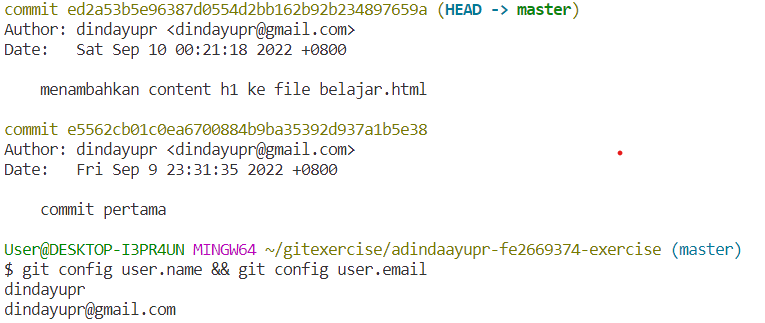 commit ed2a53b5e96387d0554d2bb162b92b234897659a (HEAD -> master)
Author: dindayupr <dindayupr@gmail.com>
Date:   Sat Sep 10 00:21:18 2022 +0800
    menambahkan content h1 ke file belajar.html
commit e5562cb01c0ea6700884b9ba35392d937a1b5e38
Author: dindayupr <dindayupr@gmail.com>
Date:   Fri Sep 9 23:31:35 2022 +0800
    commit pertama
User@DESKTOP-I3PR4UN MINGW64 ~/gitexercise/adindaayupr-fe2669374-exercise (master)
$ git config user.name && git config user.email
dindayupr
dindayupr@gmail.com